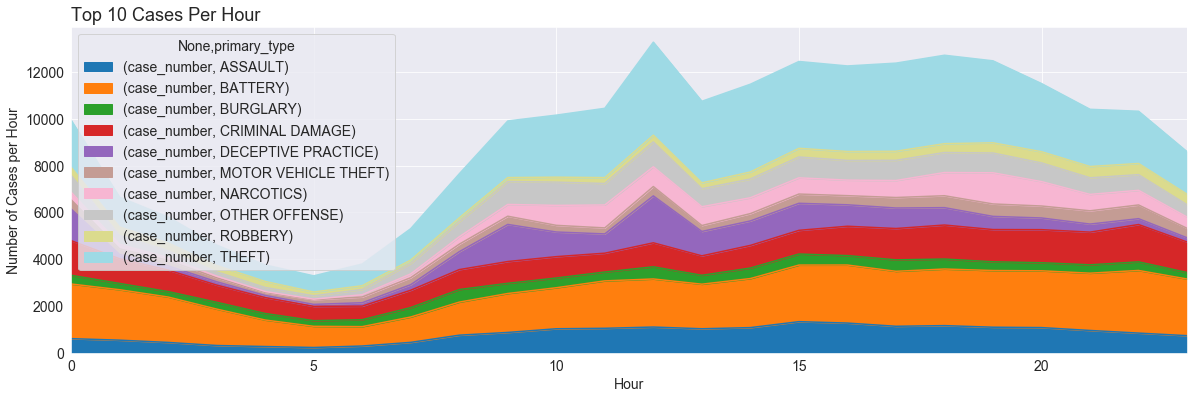 Top 10 Cases Per Hour
None,primary_type
(case_number, ASSAULT)
(case_number, BATTERY)
(case_number, BURGLARY)
(case_number, CRIMINAL DAMAGE)
(case_number, DECEPTIVE PRACTICE)
(case_number, MOTOR VEHICLE THEFT)
(case_number, NARCOTICS)
(case_number, OTHER OFFENSE)
(case_number, ROBBERY)
(case_number, THEFT)
Number of Cases per Hour
12000
10000
8000
6000
4000
2000
0
0 5 10 15 20
Hour